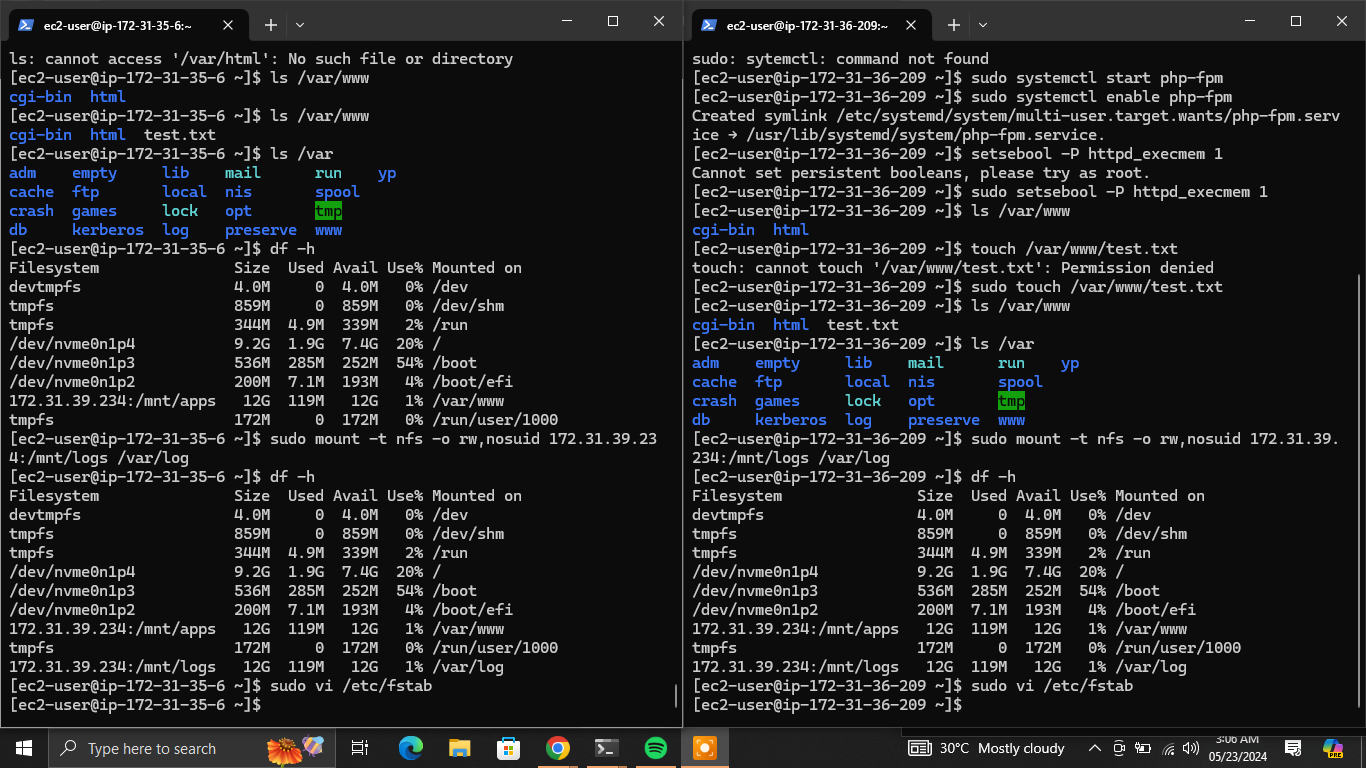 ec2-user@ip-172-31-35-6:~
ls: cannot access '/var/html': No such file or directory
[ec2-user@ip-172-31-35-6 ~]$ ls /var/www
cgi-bin  html
[ec2-user@ip-172-31-35-6 ~]$ ls /var/www
cgi-bin  html  test.txt
[ec2-user@ip-172-31-35-6 ~]$ ls /var
adm    empty     lib    mail      run    yp
cache  ftp       local  nis       spool
crash  games     lock   opt       tmp
db     kerberos  log    preserve  www
[ec2-user@ip-172-31-35-6 ~]$ df -h
Filesystem               Size  Used Avail Use% Mounted on
devtmpfs                 4.0M     0  4.0M   0% /dev
tmpfs                    859M     0  859M   0% /dev/shm
tmpfs                    344M  4.9M  339M   2% /run
/dev/nvme0n1p4           9.2G  1.9G  7.4G  20% /
/dev/nvme0n1p3           536M  285M  252M  54% /boot
/dev/nvme0n1p2           200M  7.1M  193M   4% /boot/efi
172.31.39.234:/mnt/apps   12G  119M   12G   1% /var/www
tmpfs                    172M     0  172M   0% /run/user/1000
[ec2-user@ip-172-31-35-6 ~]$ sudo mount -t nfs -o rw,nosuid 172.31.39.23
4:/mnt/logs /var/log
[ec2-user@ip-172-31-35-6 ~]$ df -h
Filesystem               Size  Used Avail Use% Mounted on
devtmpfs                 4.0M     0  4.0M   0% /dev
tmpfs                    859M     0  859M   0% /dev/shm
tmpfs                    344M  4.9M  339M   2% /run
/dev/nvme0n1p4           9.2G  1.9G  7.4G  20% /
/dev/nvme0n1p3           536M  285M  252M  54% /boot
/dev/nvme0n1p2           200M  7.1M  193M   4% /boot/efi
172.31.39.234:/mnt/apps   12G  119M   12G   1% /var/www
tmpfs                    172M     0  172M   0% /run/user/1000
172.31.39.234:/mnt/logs   12G  119M   12G   1% /var/log
[ec2-user@ip-172-31-35-6 ~]$ sudo vi /etc/fstab
[ec2-user@ip-172-31-35-6 ~]$
ec2-user@ip-172-31-36-209:~
sudo: sytemctl: command not found
[ec2-user@ip-172-31-36-209 ~]$ sudo systemctl start php-fpm
[ec2-user@ip-172-31-36-209 ~]$ sudo systemctl enable php-fpm
Created symlink /etc/systemd/system/multi-user.target.wants/php-fpm.serv
ice → /usr/lib/systemd/system/php-fpm.service.
[ec2-user@ip-172-31-36-209 ~]$ setsebool -P httpd_execmem 1
Cannot set persistent booleans, please try as root.
[ec2-user@ip-172-31-36-209 ~]$ sudo setsebool -P httpd_execmem 1
[ec2-user@ip-172-31-36-209 ~]$ ls /var/www
cgi-bin  html
[ec2-user@ip-172-31-36-209 ~]$ touch /var/www/test.txt
touch: cannot touch '/var/www/test.txt': Permission denied
[ec2-user@ip-172-31-36-209 ~]$ sudo touch /var/www/test.txt
[ec2-user@ip-172-31-36-209 ~]$ ls /var/www
cgi-bin  html  test.txt
[ec2-user@ip-172-31-36-209 ~]$ ls /var
adm    empty     lib    mail      run    yp
cache  ftp       local  nis       spool
crash  games     lock   opt       tmp
db     kerberos  log    preserve  www
[ec2-user@ip-172-31-36-209 ~]$ sudo mount -t nfs -o rw,nosuid 172.31.39.
234:/mnt/logs /var/log
[ec2-user@ip-172-31-36-209 ~]$ df -h
Filesystem               Size  Used Avail Use% Mounted on
devtmpfs                 4.0M     0  4.0M   0% /dev
tmpfs                    859M     0  859M   0% /dev/shm
tmpfs                    344M  4.9M  339M   2% /run
/dev/nvme0n1p4           9.2G  1.9G  7.4G  20% /
/dev/nvme0n1p3           536M  285M  252M  54% /boot
/dev/nvme0n1p2           200M  7.1M  193M   4% /boot/efi
172.31.39.234:/mnt/apps   12G  119M   12G   1% /var/www
tmpfs                    172M     0  172M   0% /run/user/1000
172.31.39.234:/mnt/logs   12G  119M   12G   1% /var/log
[ec2-user@ip-172-31-36-209 ~]$ sudo vi /etc/fstab
[ec2-user@ip-172-31-36-209 ~]$
Type here to search
30°C  Mostly cloudy
3:06 AM
05/23/2024
PRE